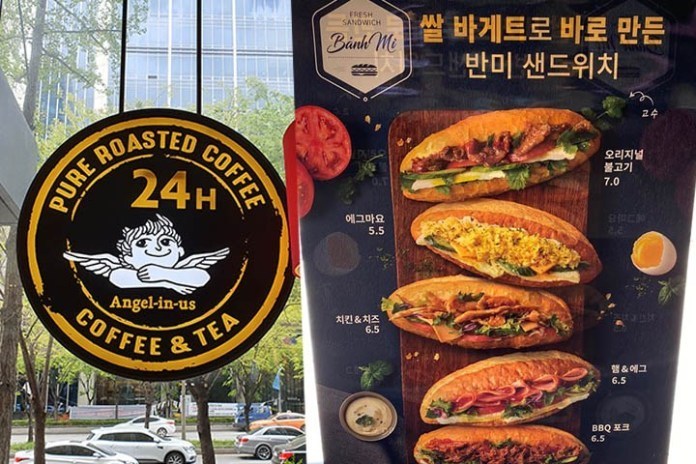 PURE ROASTED COFFEE
24H
Angel-in-us
COFFEE & TEA
FRESH
SANDWICH
Bánh Mì
쌀 바게트로 바로 만든
반미 샌드위치
고수
오리지널
불고기
7.0
에그마요
5.5
치킨&치즈
6.5
햄&에그
6.5
BBQ 포크
6.5